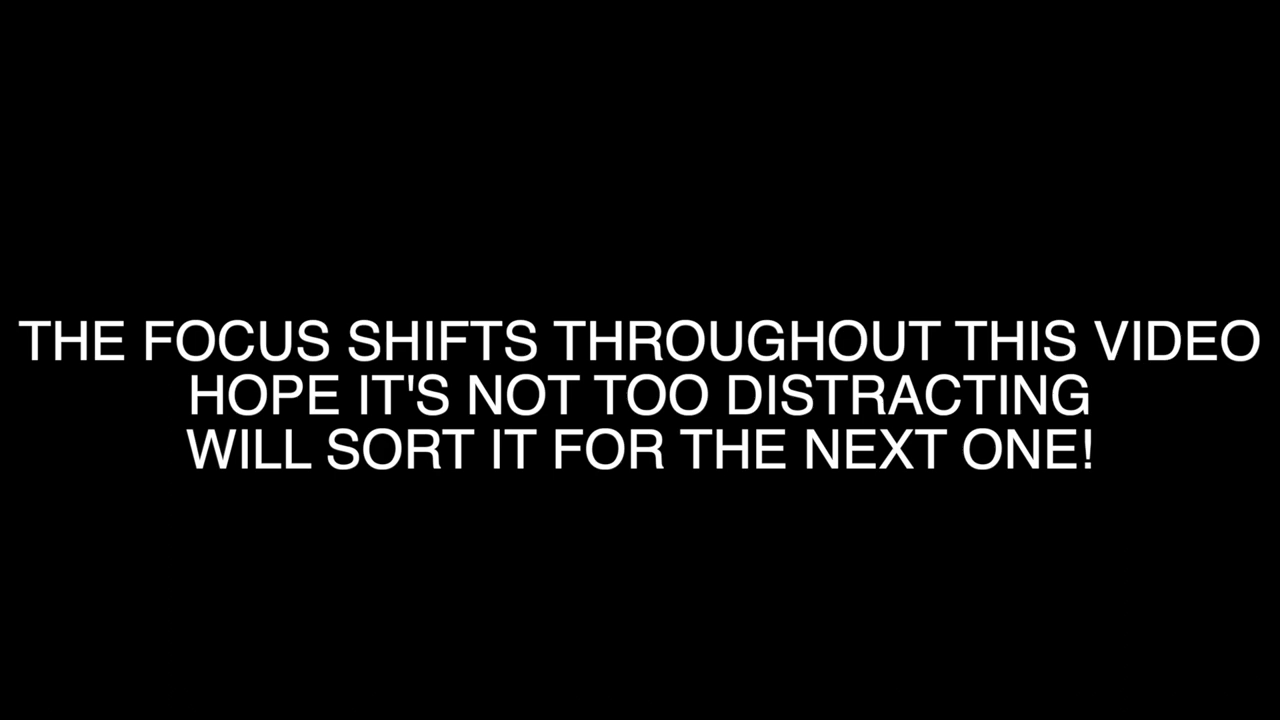 THE FOCUS SHIFTS THROUGHOUT THIS VIDEO
HOPE IT'S NOT TOO DISTRACTING
WILL SORT IT FOR THE NEXT ONE!